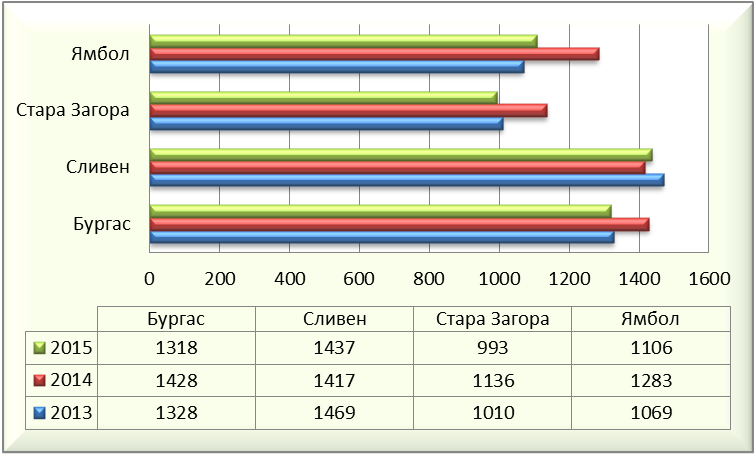 Ямбол
Стара Загора
Сливен
Бургас
0 200 400 600 800 1000 1200 1400 1600
Бургас Сливен Стара Загора Ямбол
2015 1318 1437 993 1106
2014 1428 1417 1136 1283
2013 1328 1469 1010 1069